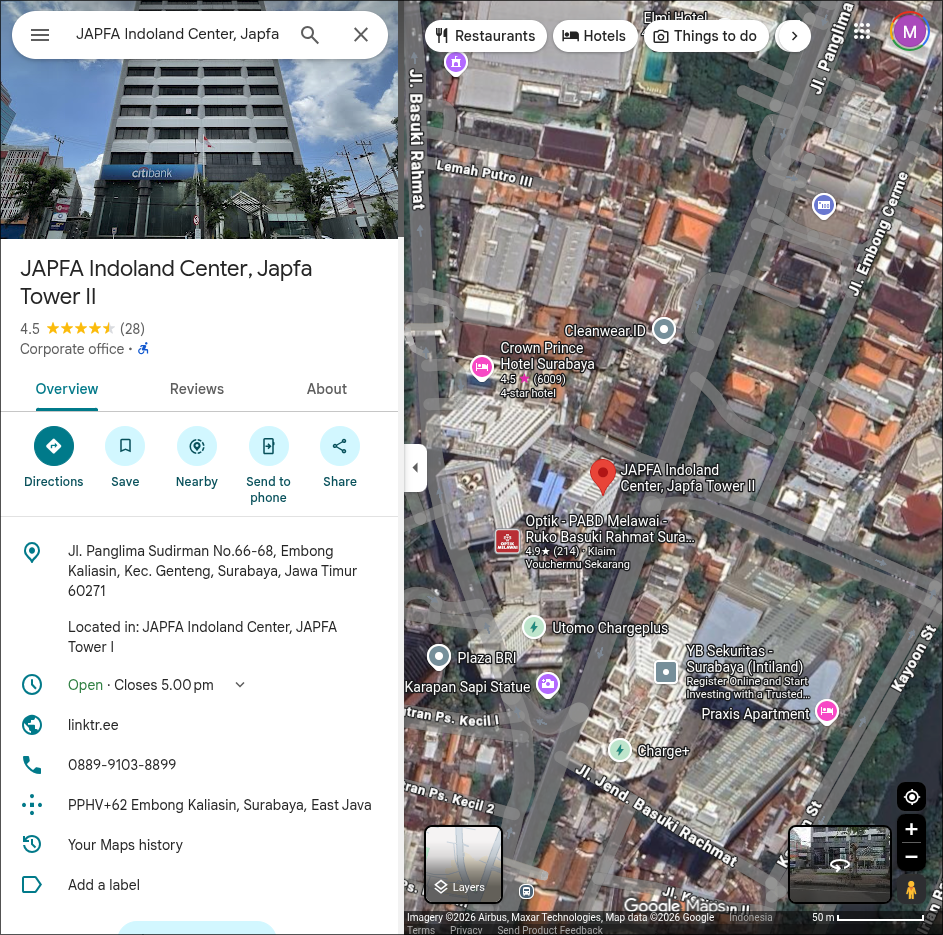 JAPFA Indoland Center, Japfa
citibank
JAPFA Indoland Center, Japfa
Tower II
4.5 ★★★★★ (28)
Corporate office ·
Overview
Reviews
About
Directions
Save
Nearby
Send to
phone
Share
Jl. Panglima Sudirman No.66-68, Embong
Kaliasin, Kec. Genteng, Surabaya, Jawa Timur
60271
Located in: JAPFA Indoland Center, JAPFA
Tower I
Open · Closes 5.00 pm
linktr.ee
0889-9103-8899
PPHV+62 Embong Kaliasin, Surabaya, East Java
Your Maps history
Add a label
Elmi Hotel
Restaurants
Hotels
Things to do
M
Jl. Panglima
Jl. Basuki Rahmat
Lemah Putro III
Jl. Embong Cerme
Cleanwear.ID
Crown Prince
Hotel Surabaya
4.5 ★ (6009)
4-star hotel
JAPFA Indoland
Center, Japfa Tower II
OPTIK MELAWAI
Optik - PABD Melawai -
Ruko Basuki Rahmat Sura...
4.9★ (214) · Klaim
Vouchermu Sekarang
Utomo Chargeplus
Plaza BRI
Karapan Sapi Statue
YB Sekuritas -
Surabaya (Intiland)
Register Online and Start
Investing with a Trusted...
Kayoon St
Praxis Apartment
tran Ps. Kecil I
Charge+
Jl. Jend. Basuki Rachmat
ran Ps. Kecil 2
Layers
Google Maps
Imagery ©2026 Airbus, Maxar Technologies, Map data ©2026 Google
Indonesia
50 m
Terms
Privacy
Send Product Feedback